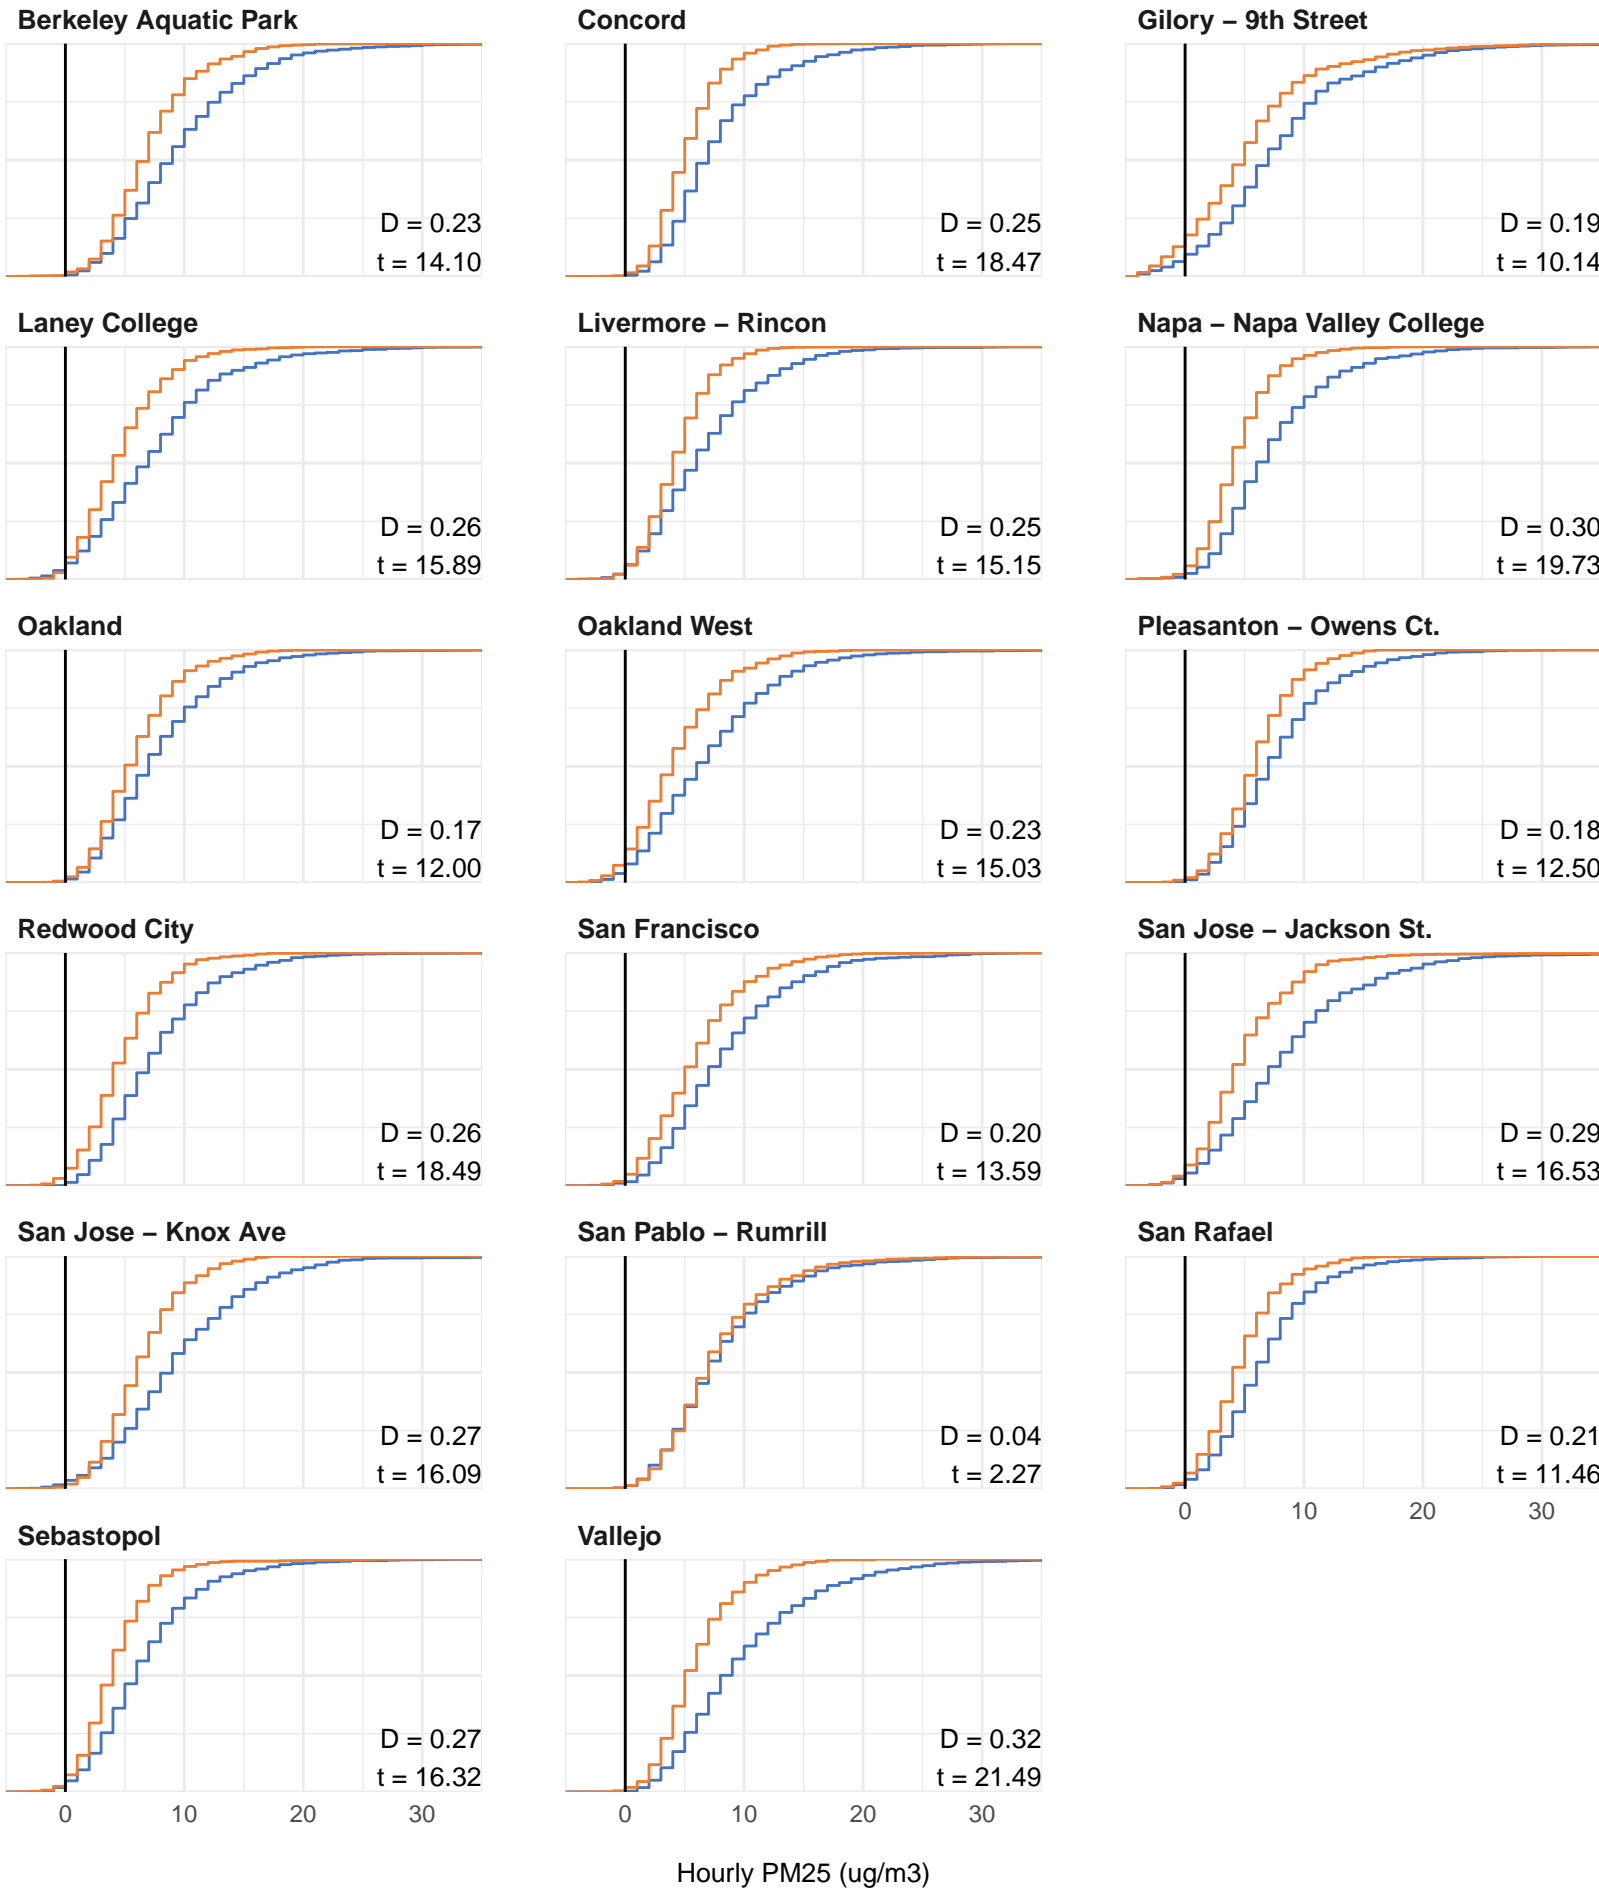 Berkeley Aquatic Park
D = 0.23
t = 14.10
Concord
D = 0.25
t = 18.47
Gilory – 9th Street
D = 0.19
t = 10.14
Laney College
D = 0.26
t = 15.89
Livermore – Rincon
D = 0.25
t = 15.15
Napa – Napa Valley College
D = 0.30
t = 19.73
Oakland
D = 0.17
t = 12.00
Oakland West
D = 0.23
t = 15.03
Pleasanton – Owens Ct.
D = 0.18
t = 12.50
Redwood City
D = 0.26
t = 18.49
San Francisco
D = 0.20
t = 13.59
San Jose – Jackson St.
D = 0.29
t = 16.53
San Jose – Knox Ave
D = 0.27
t = 16.09
San Pablo – Rumrill
D = 0.04
t = 2.27
San Rafael
D = 0.21
t = 11.46
0 10 20 30
Sebastopol
D = 0.27
t = 16.32
0 10 20 30
Vallejo
D = 0.32
t = 21.49
0 10 20 30
Hourly PM25 (ug/m3)